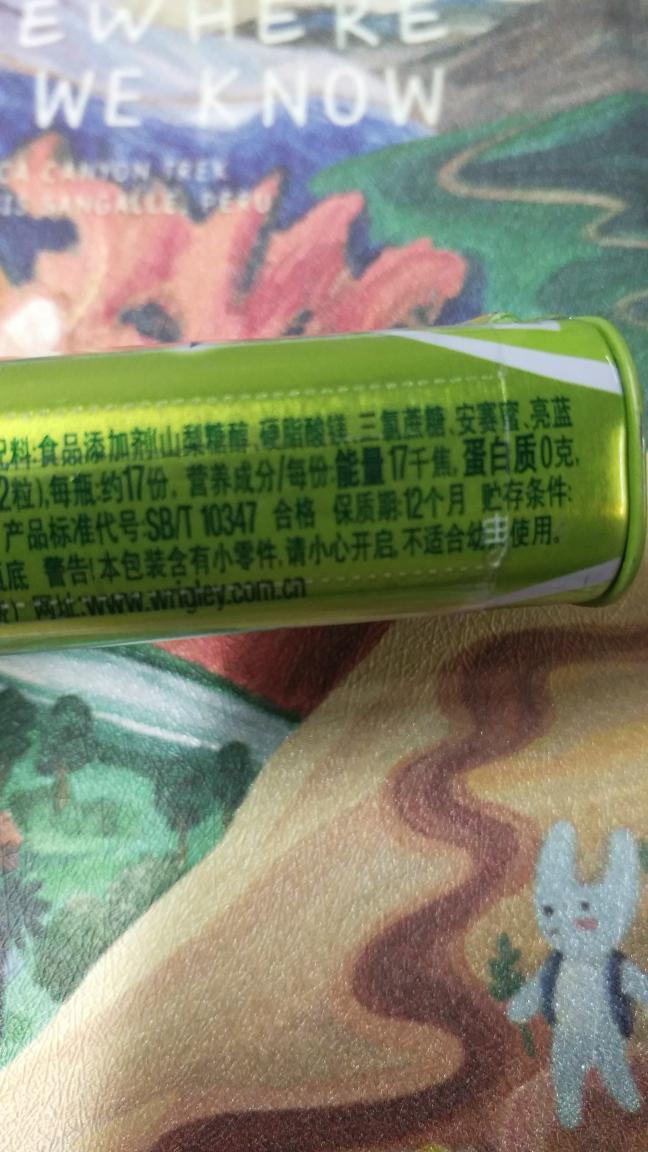 EWHERE
WE KNOW
CA CANYON TREK
SANGALLE, PERU
配料:食品添加剂(山梨糖醇、硬脂酸镁、三氯蔗糖、安赛蜜、亮蓝
2粒),每瓶:约17份, 营养成分/每份:能量17千焦, 蛋白质0克,
产品标准代号:SB/T 10347 合格 保质期:12个月 贮存条件:
瓶底 警告!本包装含有小零件,请小心开启,不适合幼儿使用。
网址:www.wrigley.com.cn